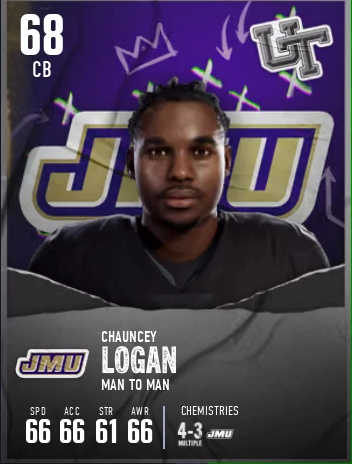 68
CB
UT
JMU
CHAUNCEY
LOGAN
MAN TO MAN
JMU
SPD ACC STR AWR
66 66 61 66
CHEMISTRIES
4-3
MULTIPLE
JMU